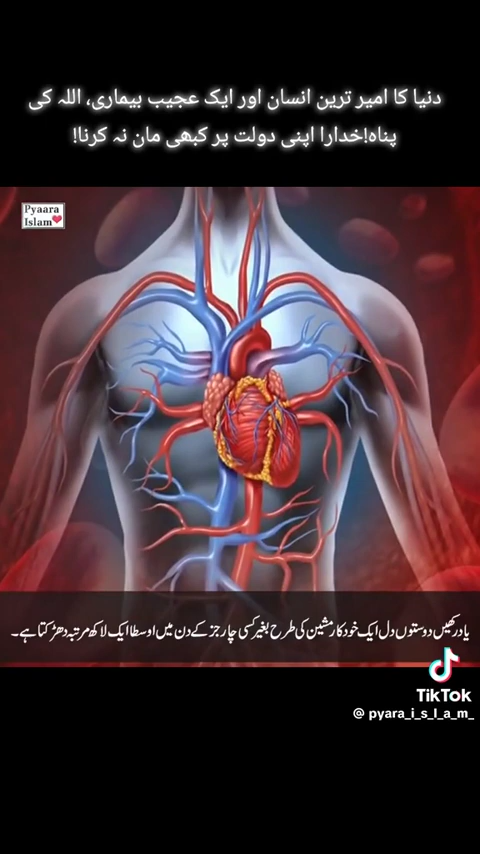 دنیا کا امیر ترین انسان اور ایک عجیب بیماری، اللہ کی
پناہ!خدارا اپنی دولت پر کبھی مان نہ کرنا!
Pyaara
Islam
یاد رکھیں دوستوں دل ایک خود کار مشین کی طرح بغیر کسی چارجز کے دن میں اوسطا ایک لاکھ مرتبہ دھڑکتا ہے۔
TikTok
@ pyara_i_s_l_a_m_